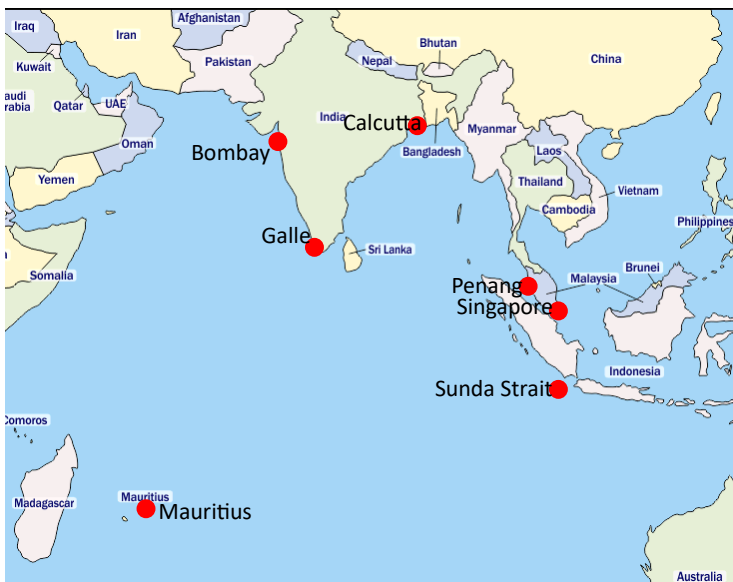 Afghanistan
Iraq
Iran
Bhutan
China
Kuwait
Pakistan
Nepal
audi
rabia
Qatar
UAE
India
Calcutta
Myanmar
Oman
Bombay
Bangladesh
Laos
Yemen
Thailand
Vietnam
Cambodia
Philippines
Galle
Sri Lanka
Somalia
Brunei
Penang
Malaysia
Singapore
Indonesia
Sunda Strait
Comoros
Mauritius
Madagascar
Mauritius
Australia